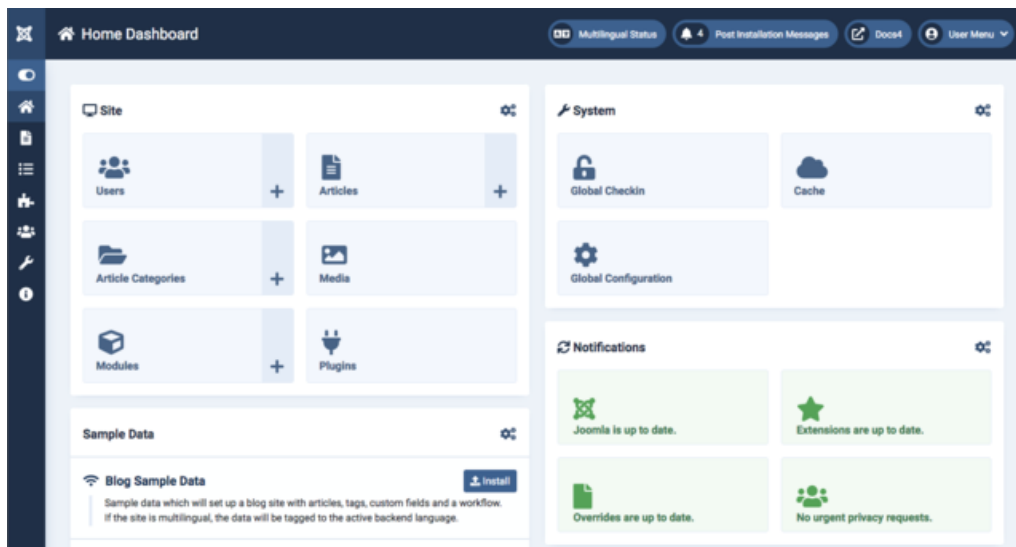 Home Dashboard
Multilingual Status
4 Post Installation Messages
Docs4
User Menu
Site
Users
Articles
Article Categories
Media
Modules
Plugins
Sample Data
Blog Sample Data
Install
Sample data which will set up a blog site with articles, tags, custom fields and a workflow.
If the site is multilingual, the data will be tagged to the active backend language.
System
Global Checkin
Cache
Global Configuration
Notifications
Joomla is up to date.
Extensions are up to date.
Overrides are up to date.
No urgent privacy requests.